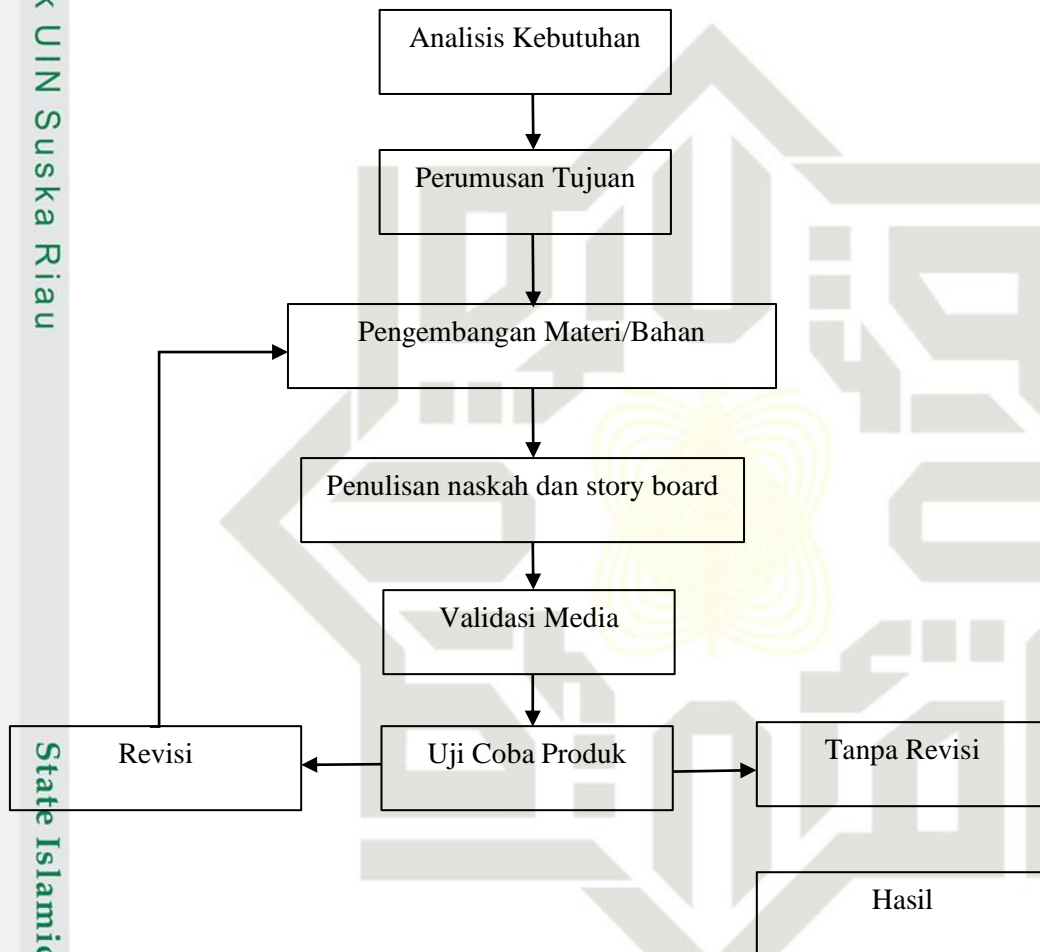 k UIN Suska Riau
State Islamic
Analisis Kebutuhan
Perumusan Tujuan
Pengembangan Materi/Bahan
Penulisan naskah dan story board
Validasi Media
Revisi
Uji Coba Produk
Tanpa Revisi
Hasil